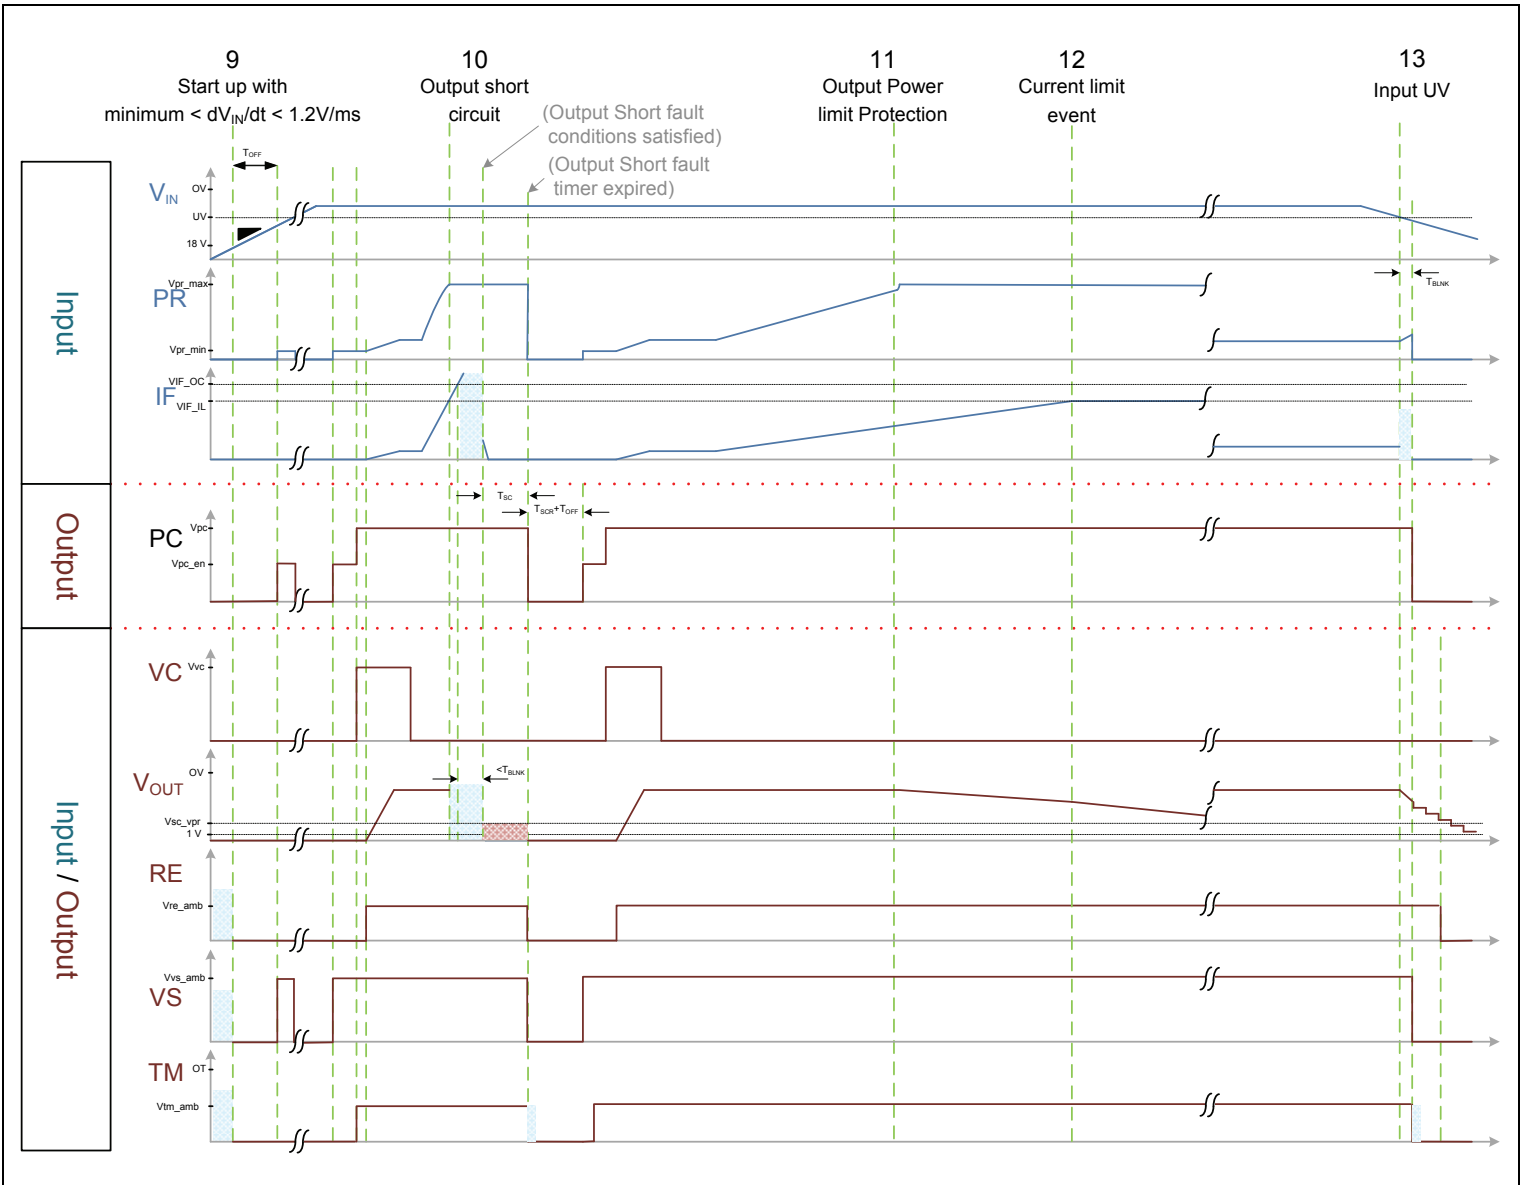 9
Start up with
minimum < dVIN/dt < 1.2V/ms
10
Output short
circuit
(Output Short fault
conditions satisfied)
(Output Short fault
timer expired)
11
Output Power
limit Protection
12
Current limit
event
13
Input UV
Input
TOFF
VIN
OV
UV
18 V
PR
Vpr_max
Vpr_min
TBLNK
IF
VIF_OC
VIF_IL
Output
TSC
TSCR+TOFF
PC
Vpc
Vpc_en
Input / Output
VC
Vvc
VOUT
OV
<TBLNK
Vsc_vpr
1 V
RE
Vre_amb
VS
Vvs_amb
TM
OT
Vtm_amb